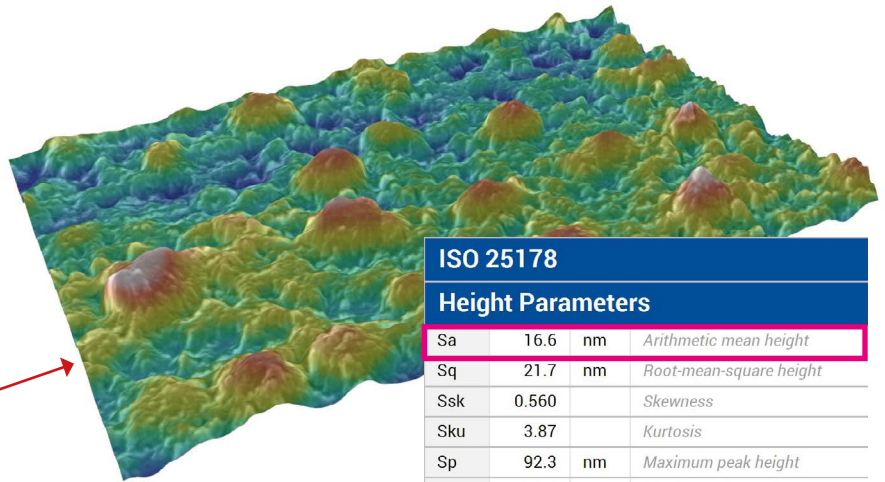 ISO 25178
Height Parameters
Sa 16.6 nm Arithmetic mean height
Sq 21.7 nm Root-mean-square height
Ssk 0.560 Skewness
Sku 3.87 Kurtosis
Sp 92.3 nm Maximum peak height